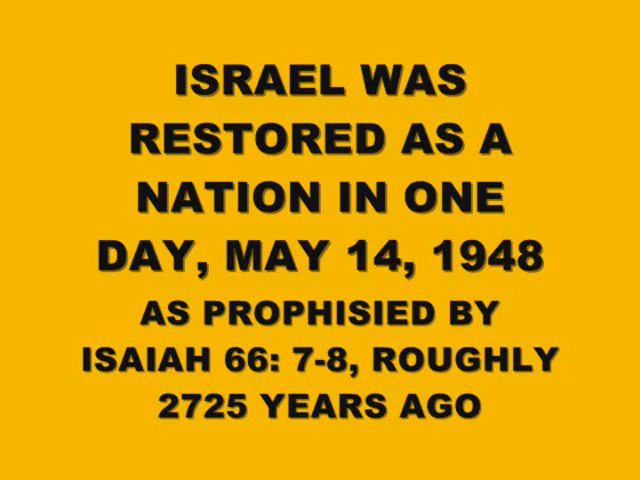 ISRAEL WAS
RESTORED AS A
NATION IN ONE
DAY, MAY 14, 1948
AS PROPHISIED BY
ISAIAH 66: 7-8, ROUGHLY
2725 YEARS AGO